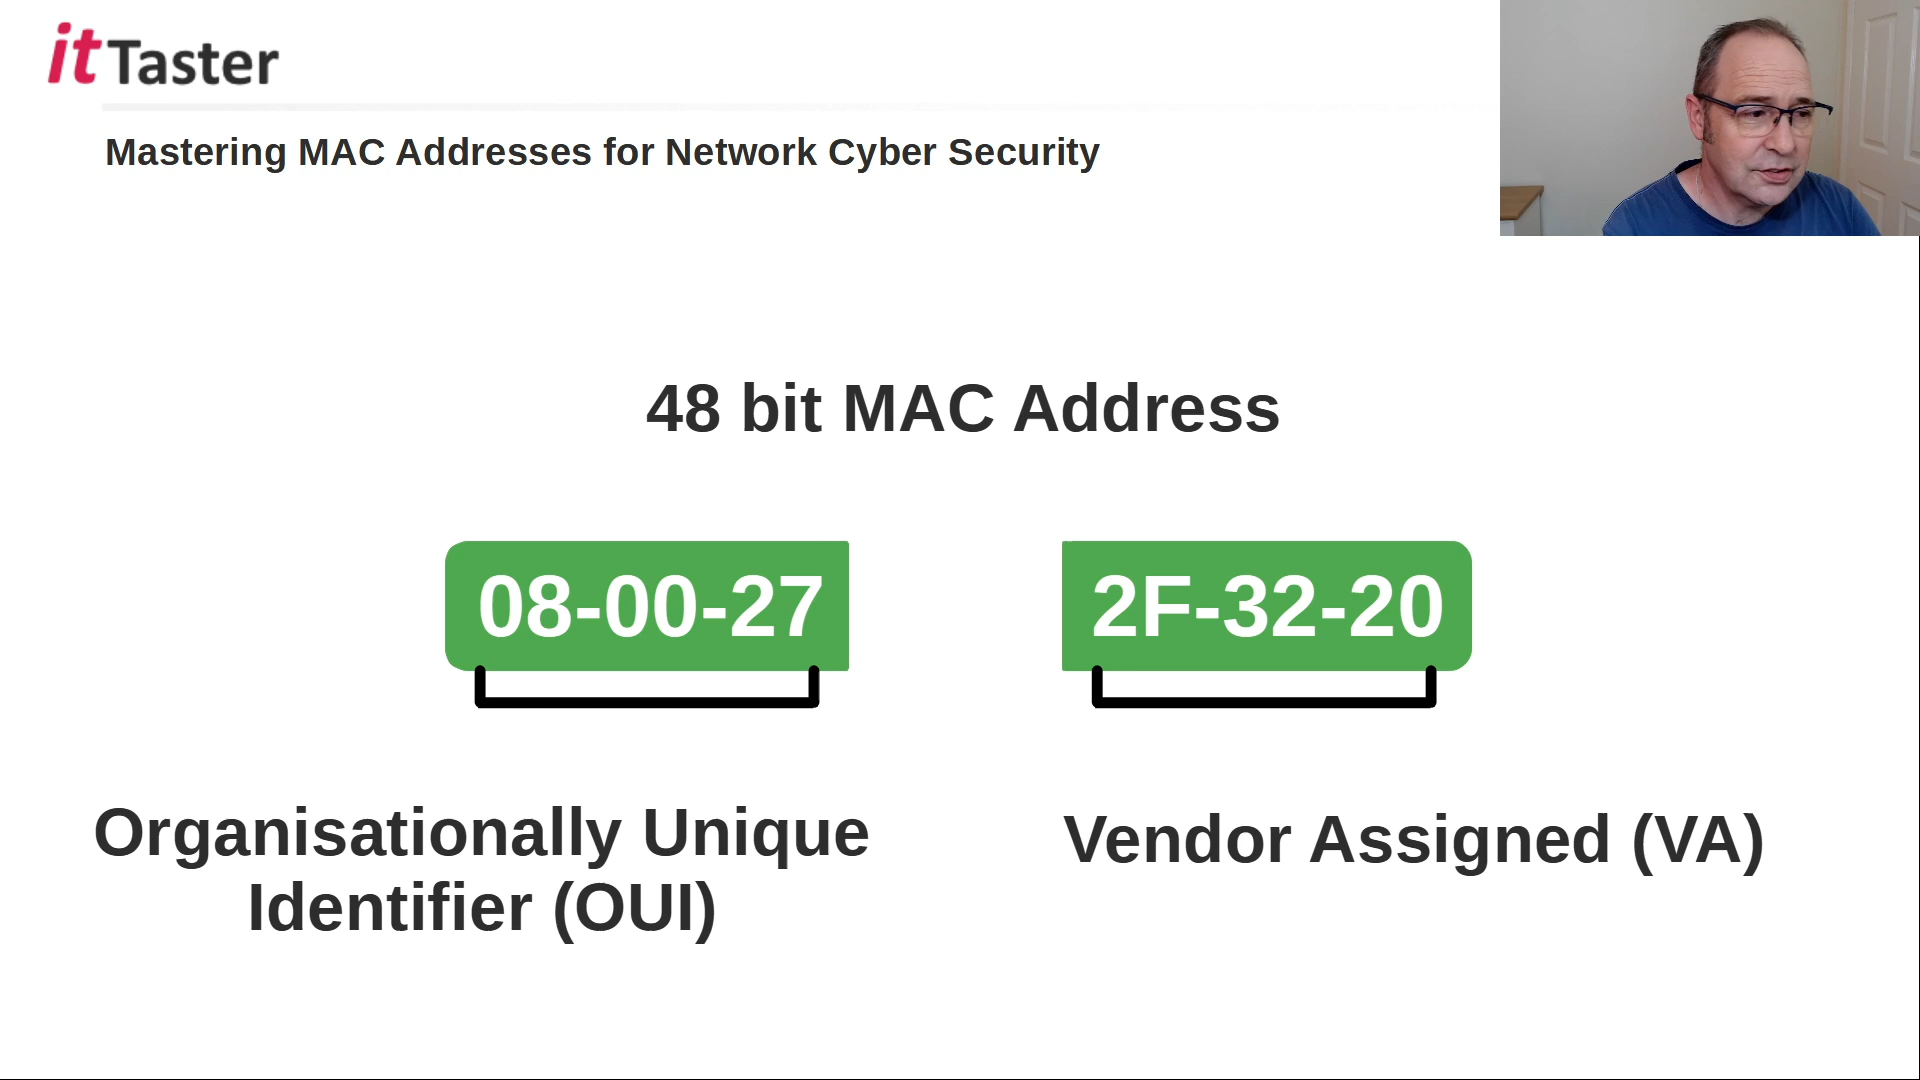 itTaster
Mastering MAC Addresses for Network Cyber Security
48 bit MAC Address
08-00-27
2F-32-20
Organisationally Unique
Identifier (OUI)
Vendor Assigned (VA)